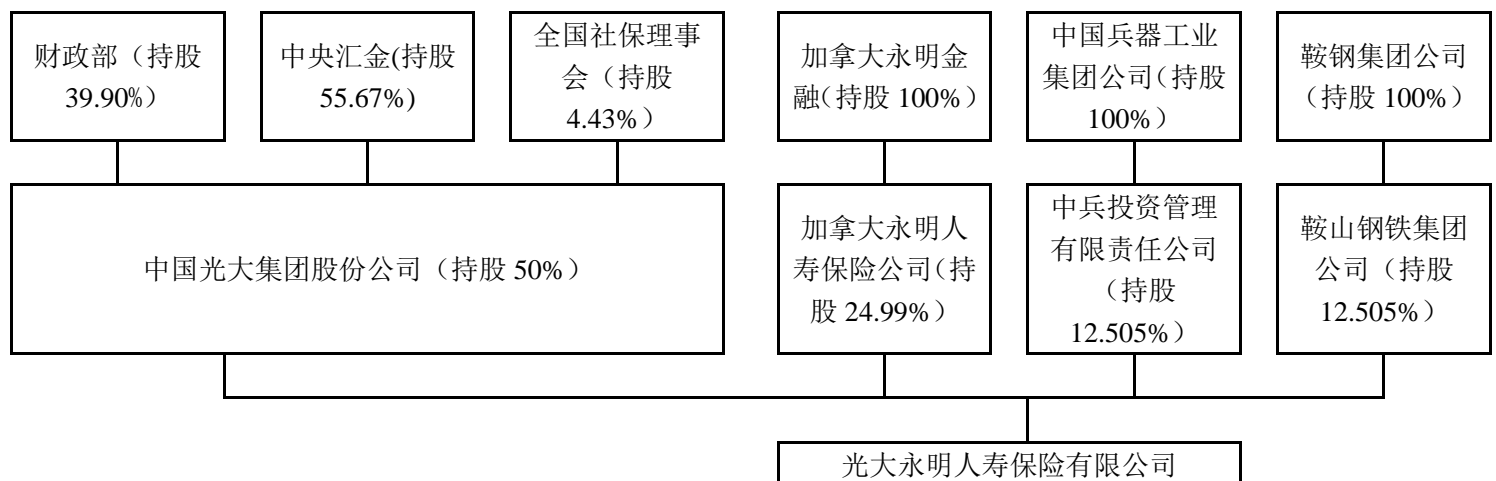 财政部（持股
39.90%）
中央汇金(持股
55.67%)
全国社保理事
会（持股
4.43%）
加拿大永明金
融（持股 100%）
中国兵器工业
集团公司（持股
100%）
鞍钢集团公司
（持股 100%）
中国光大集团股份公司（持股 50%）
加拿大永明人
寿保险公司（持
股 24.99%）
中兵投资管理
有限责任公司
（持股
12.505%）
鞍山钢铁集团
公司（持股
12.505%）
光大永明人寿保险有限公司